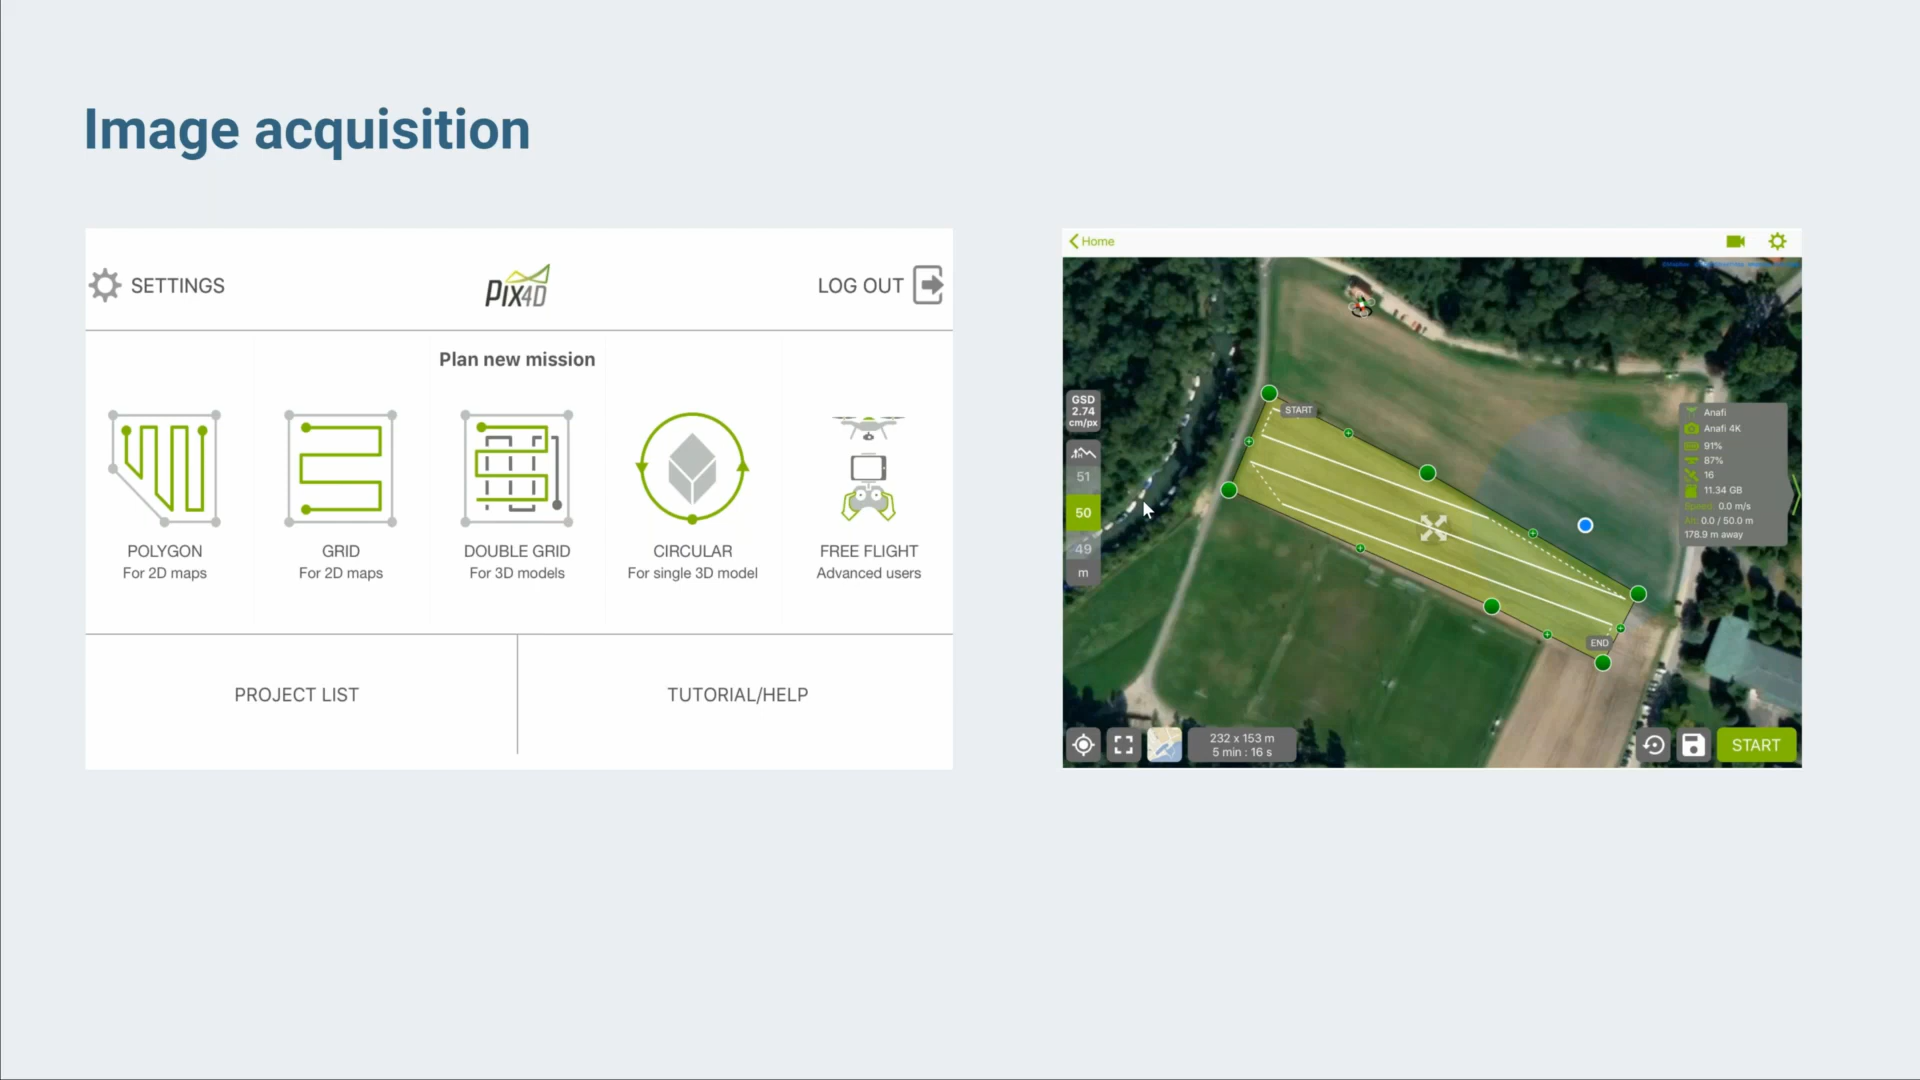 Image acquisition
SETTINGS
PIX4D
LOG OUT
Plan new mission
POLYGON
For 2D maps
GRID
For 2D maps
DOUBLE GRID
For 3D models
CIRCULAR
For single 3D model
FREE FLIGHT
Advanced users
PROJECT LIST
TUTORIAL/HELP
Home
GSD
2.74
cm/px
51
50
49
m
START
END
Anafi
Anafi 4K
91%
87%
16
11.34 GB
Speed: 0.0 m/s
Alt: 0.0 / 50.0 m
178.9 m away
232 x 153 m
5 min : 16 s
START